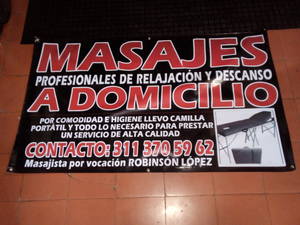 MASAJES
PROFESIONALES DE RELAJACIÓN Y DESCANSO
A DOMICILIO
POR COMODIDAD E HIGIENE LLEVO CAMILLA
PORTÁTIL Y TODO LO NECESARIO PARA PRESTAR
UN SERVICIO DE ALTA CALIDAD
CONTACTO: 311 370 59 62
Masajista por vocación ROBINSON LÓPEZ